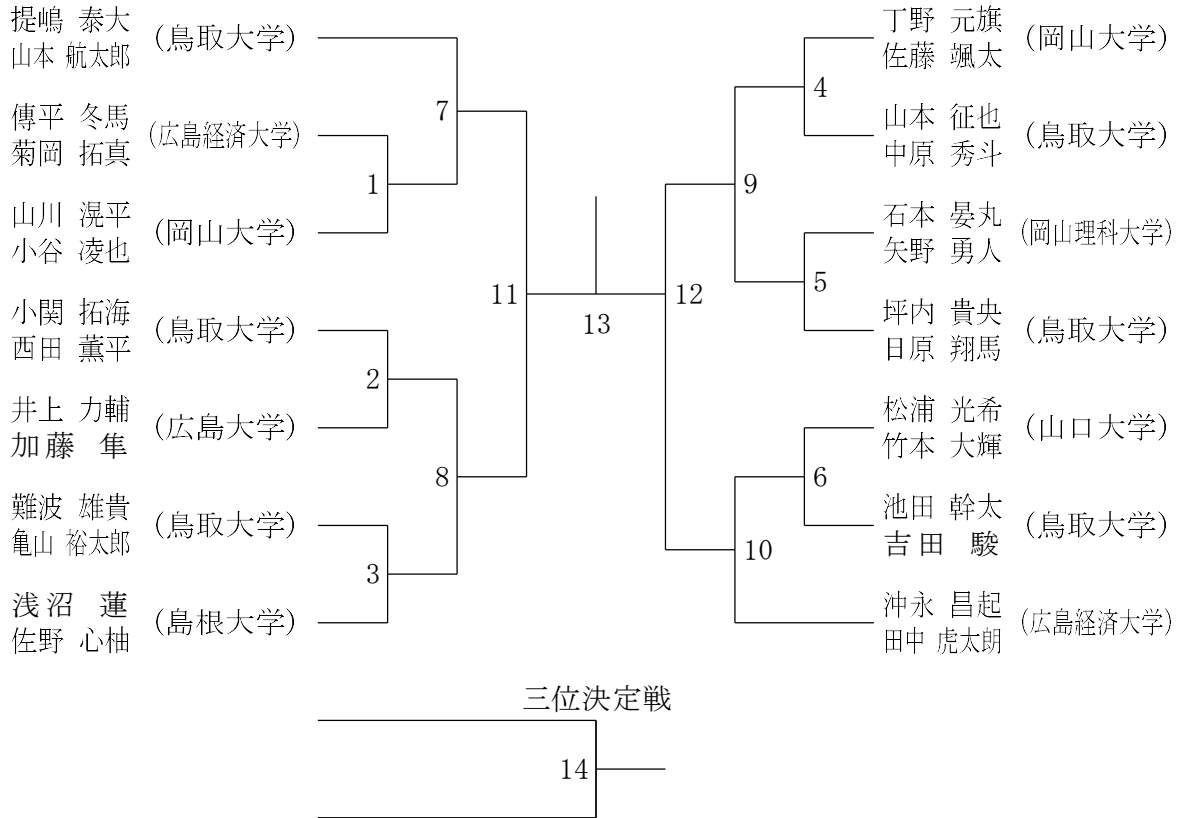 提嶋 泰大
山本 航太郎
(鳥取大学)
傳平 冬馬
菊岡 拓真
(広島経済大学)
山川 滉平
小谷 凌也
(岡山大学)
小関 拓海
西田 薫平
(鳥取大学)
井上 力輔
加藤 隼
(広島大学)
難波 雄貴
亀山 裕太郎
(鳥取大学)
浅沼 蓮
佐野 心柚
(島根大学)
7
1
2
8
3
11
13
12
4
9
5
6
10
丁野 元旗
佐藤 颯太
(岡山大学)
山本 征也
中原 秀斗
(鳥取大学)
石本 晏丸
矢野 勇人
(岡山理科大学)
坪内 貴央
日原 翔馬
(鳥取大学)
松浦 光希
竹本 大輝
(山口大学)
池田 幹太
吉田 駿
(鳥取大学)
沖永 昌起
田中 虎太朗
(広島経済大学)
三位決定戦
14